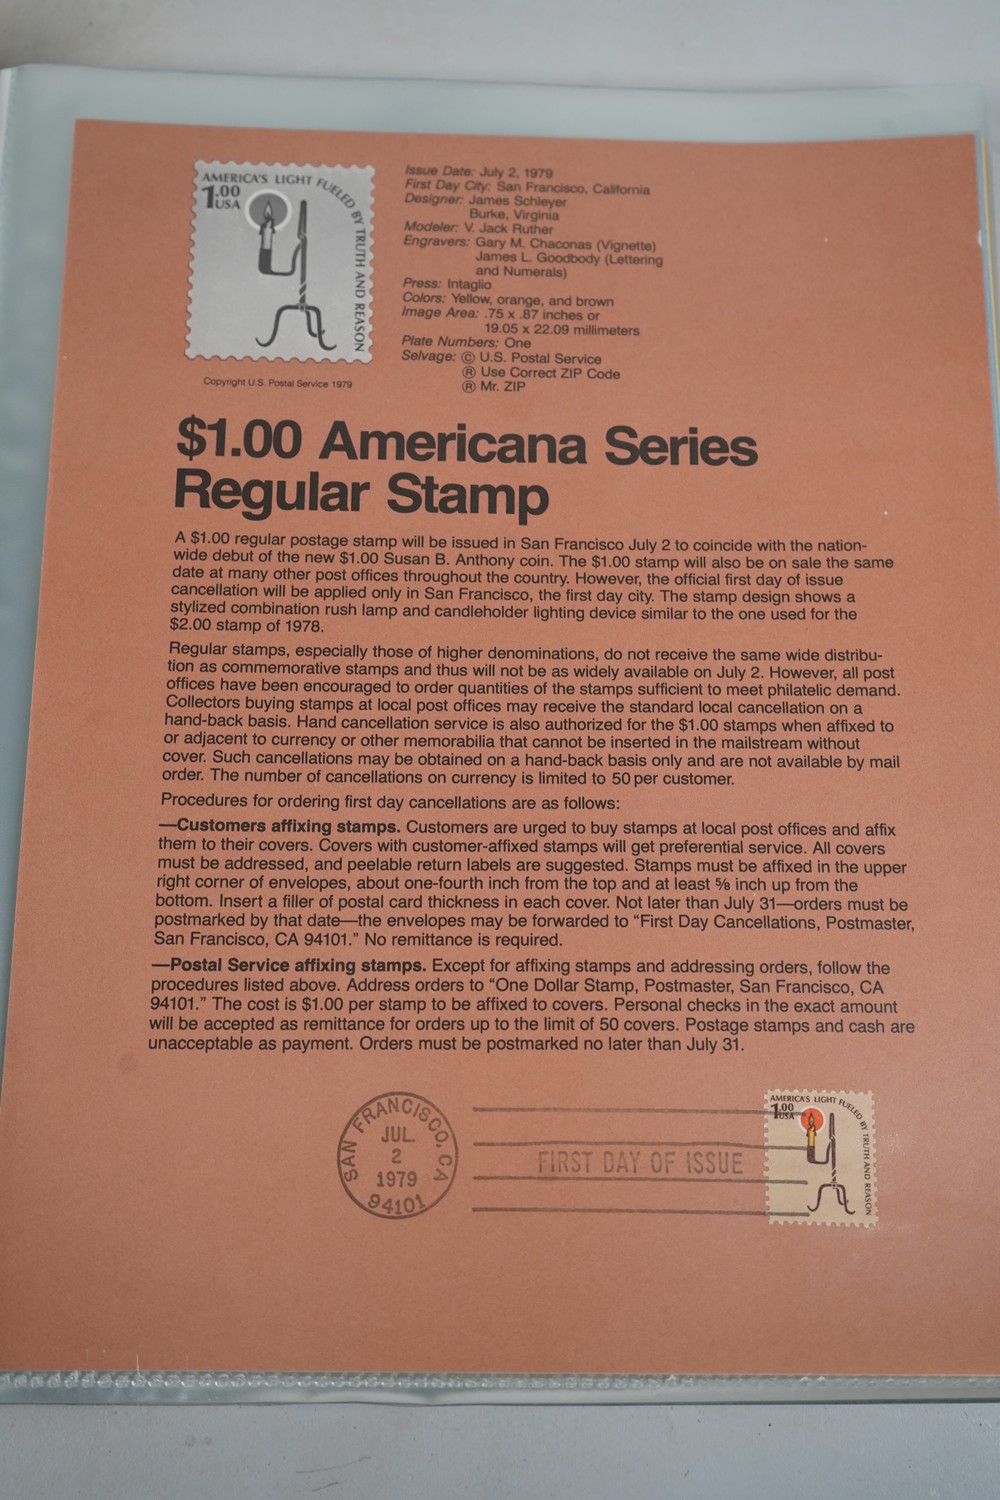 AMERICA'S LIGHT FUELED BY TRUTH AND REASON
1.00
USA
Copyright U.S. Postal Service 1979
Issue Date: July 2, 1979
First Day City: San Francisco, California
Designer: James Schleyer
Burke, Virginia
Modeler: V. Jack Ruther
Engravers: Gary M. Chaconas (Vignette)
James L. Goodbody (Lettering
and Numerals)
Press: Intaglio
Colors: Yellow, orange, and brown
Image Area: .75 x .87 inches or
19.05 x 22.09 millimeters
Plate Numbers: One
Selvage: © U.S. Postal Service
® Use Correct ZIP Code
® Mr. ZIP
$1.00 Americana Series
Regular Stamp
A $1.00 regular postage stamp will be issued in San Francisco July 2 to coincide with the nation-
wide debut of the new $1.00 Susan B. Anthony coin. The $1.00 stamp will also be on sale the same
date at many other post offices throughout the country. However, the official first day of issue
cancellation will be applied only in San Francisco, the first day city. The stamp design shows a
stylized combination rush lamp and candleholder lighting device similar to the one used for the
$2.00 stamp of 1978.
Regular stamps, especially those of higher denominations, do not receive the same wide distribu-
tion as commemorative stamps and thus will not be as widely available on July 2. However, all post
offices have been encouraged to order quantities of the stamps sufficient to meet philatelic demand.
Collectors buying stamps at local post offices may receive the standard local cancellation on a
hand-back basis. Hand cancellation service is also authorized for the $1.00 stamps when affixed to
or adjacent to currency or other memorabilia that cannot be inserted in the mailstream without
cover. Such cancellations may be obtained on a hand-back basis only and are not available by mail
order. The number of cancellations on currency is limited to 50 per customer.
Procedures for ordering first day cancellations are as follows:
—Customers affixing stamps. Customers are urged to buy stamps at local post offices and affix
them to their covers. Covers with customer-affixed stamps will get preferential service. All covers
must be addressed, and peelable return labels are suggested. Stamps must be affixed in the upper
right corner of envelopes, about one-fourth inch from the top and at least ⅝ inch up from the
bottom. Insert a filler of postal card thickness in each cover. Not later than July 31—orders must be
postmarked by that date—the envelopes may be forwarded to “First Day Cancellations, Postmaster,
San Francisco, CA 94101.” No remittance is required.
—Postal Service affixing stamps. Except for affixing stamps and addressing orders, follow the
procedures listed above. Address orders to “One Dollar Stamp, Postmaster, San Francisco, CA
94101.” The cost is $1.00 per stamp to be affixed to covers. Personal checks in the exact amount
will be accepted as remittance for orders up to the limit of 50 covers. Postage stamps and cash are
unacceptable as payment. Orders must be postmarked no later than July 31.
SAN FRANCISCO, CA
JUL.
2
1979
94101
FIRST DAY OF ISSUE
AMERICA'S LIGHT FUELED BY TRUTH AND REASON
1.00
USA